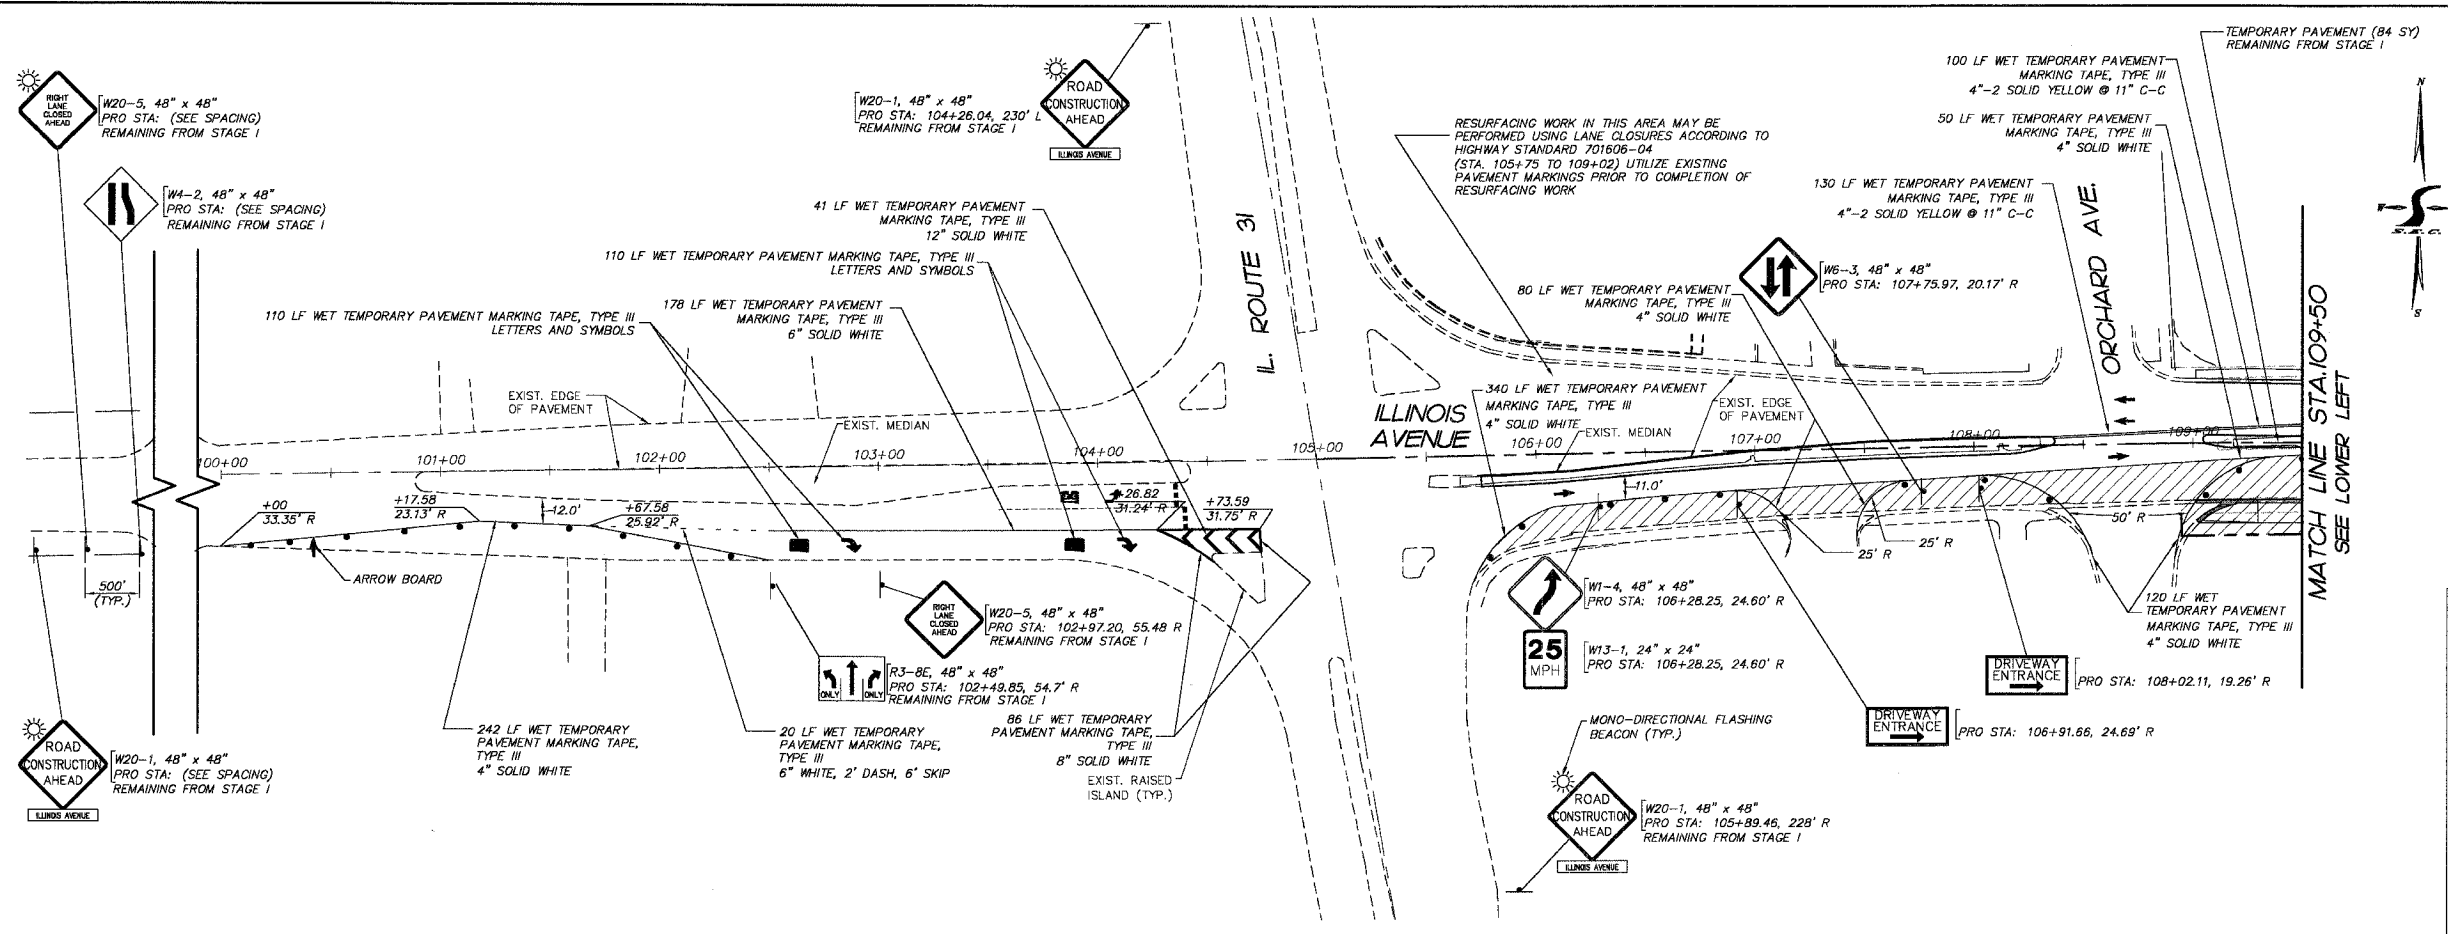 RIGHT
LANE
CLOSED
AHEAD
W20-5, 48" x 48"
PRO STA: (SEE SPACING)
REMAINING FROM STAGE I
W4-2, 48" x 48"
PRO STA: (SEE SPACING)
REMAINING FROM STAGE I
W20-1, 48" x 48"
PRO STA: 104+26.04, 230' L
REMAINING FROM STAGE I
ROAD
CONSTRUCTION
AHEAD
ILLINOIS AVENUE
41 LF WET TEMPORARY PAVEMENT
MARKING TAPE, TYPE III
12" SOLID WHITE
110 LF WET TEMPORARY PAVEMENT MARKING TAPE, TYPE III
LETTERS AND SYMBOLS
178 LF WET TEMPORARY PAVEMENT
MARKING TAPE, TYPE III
6" SOLID WHITE
110 LF WET TEMPORARY PAVEMENT MARKING TAPE, TYPE III
LETTERS AND SYMBOLS
EXIST. EDGE
OF PAVEMENT
EXIST. MEDIAN
IL. ROUTE 31
RESURFACING WORK IN THIS AREA MAY BE
PERFORMED USING LANE CLOSURES ACCORDING TO
HIGHWAY STANDARD 701606-04
(STA. 105+75 TO 109+02) UTILIZE EXISTING
PAVEMENT MARKINGS PRIOR TO COMPLETION OF
RESURFACING WORK
TEMPORARY PAVEMENT (84 SY)
REMAINING FROM STAGE I
100 LF WET TEMPORARY PAVEMENT
MARKING TAPE, TYPE III
4"-2 SOLID YELLOW @ 11" C-C
50 LF WET TEMPORARY PAVEMENT
MARKING TAPE, TYPE III
4" SOLID WHITE
130 LF WET TEMPORARY PAVEMENT
MARKING TAPE, TYPE III
4"-2 SOLID YELLOW @ 11" C-C
W6-3, 48" x 48"
PRO STA: 107+75.97, 20.17' R
80 LF WET TEMPORARY PAVEMENT
MARKING TAPE, TYPE III
4" SOLID WHITE
ORCHARD AVE.
N
S.E.C.
S
MATCH LINE STA.109+50
SEE LOWER LEFT
340 LF WET TEMPORARY PAVEMENT
MARKING TAPE, TYPE III
4" SOLID WHITE
EXIST. EDGE
OF PAVEMENT
EXIST. MEDIAN
ILLINOIS
AVENUE
100+00
101+00
102+00
103+00
104+00
105+00
106+00
107+00
108+00
109+00
+00
33.35' R
+17.58
23.13' R
12.0'
+67.58
25.92' R
+26.82
31.24' R
+73.59
31.75' R
11.0'
25' R
25' R
50' R
500'
(TYP.)
ARROW BOARD
RIGHT
LANE
CLOSED
AHEAD
W20-5, 48" x 48"
PRO STA: 102+97.20, 55.48 R
REMAINING FROM STAGE I
ONLY
ONLY
R3-8E, 48" x 48"
PRO STA: 102+49.85, 54.7' R
REMAINING FROM STAGE I
W1-4, 48" x 48"
PRO STA: 106+28.25, 24.60' R
25
MPH
W13-1, 24" x 24"
PRO STA: 106+28.25, 24.60' R
120 LF WET
TEMPORARY PAVEMENT
MARKING TAPE, TYPE III
4" SOLID WHITE
DRIVEWAY
ENTRANCE
PRO STA: 108+02.11, 19.26' R
DRIVEWAY
ENTRANCE
PRO STA: 106+91.66, 24.69' R
ROAD
CONSTRUCTION
AHEAD
ILLINOIS AVENUE
W20-1, 48" x 48"
PRO STA: (SEE SPACING)
REMAINING FROM STAGE I
242 LF WET TEMPORARY
PAVEMENT MARKING TAPE,
TYPE III
4" SOLID WHITE
20 LF WET TEMPORARY
PAVEMENT MARKING TAPE,
TYPE III
6" WHITE, 2' DASH, 6' SKIP
86 LF WET TEMPORARY
PAVEMENT MARKING TAPE,
TYPE III
8" SOLID WHITE
EXIST. RAISED
ISLAND (TYP.)
MONO-DIRECTIONAL FLASHING
BEACON (TYP.)
ROAD
CONSTRUCTION
AHEAD
ILLINOIS AVENUE
W20-1, 48" x 48"
PRO STA: 105+89.46, 228' R
REMAINING FROM STAGE I